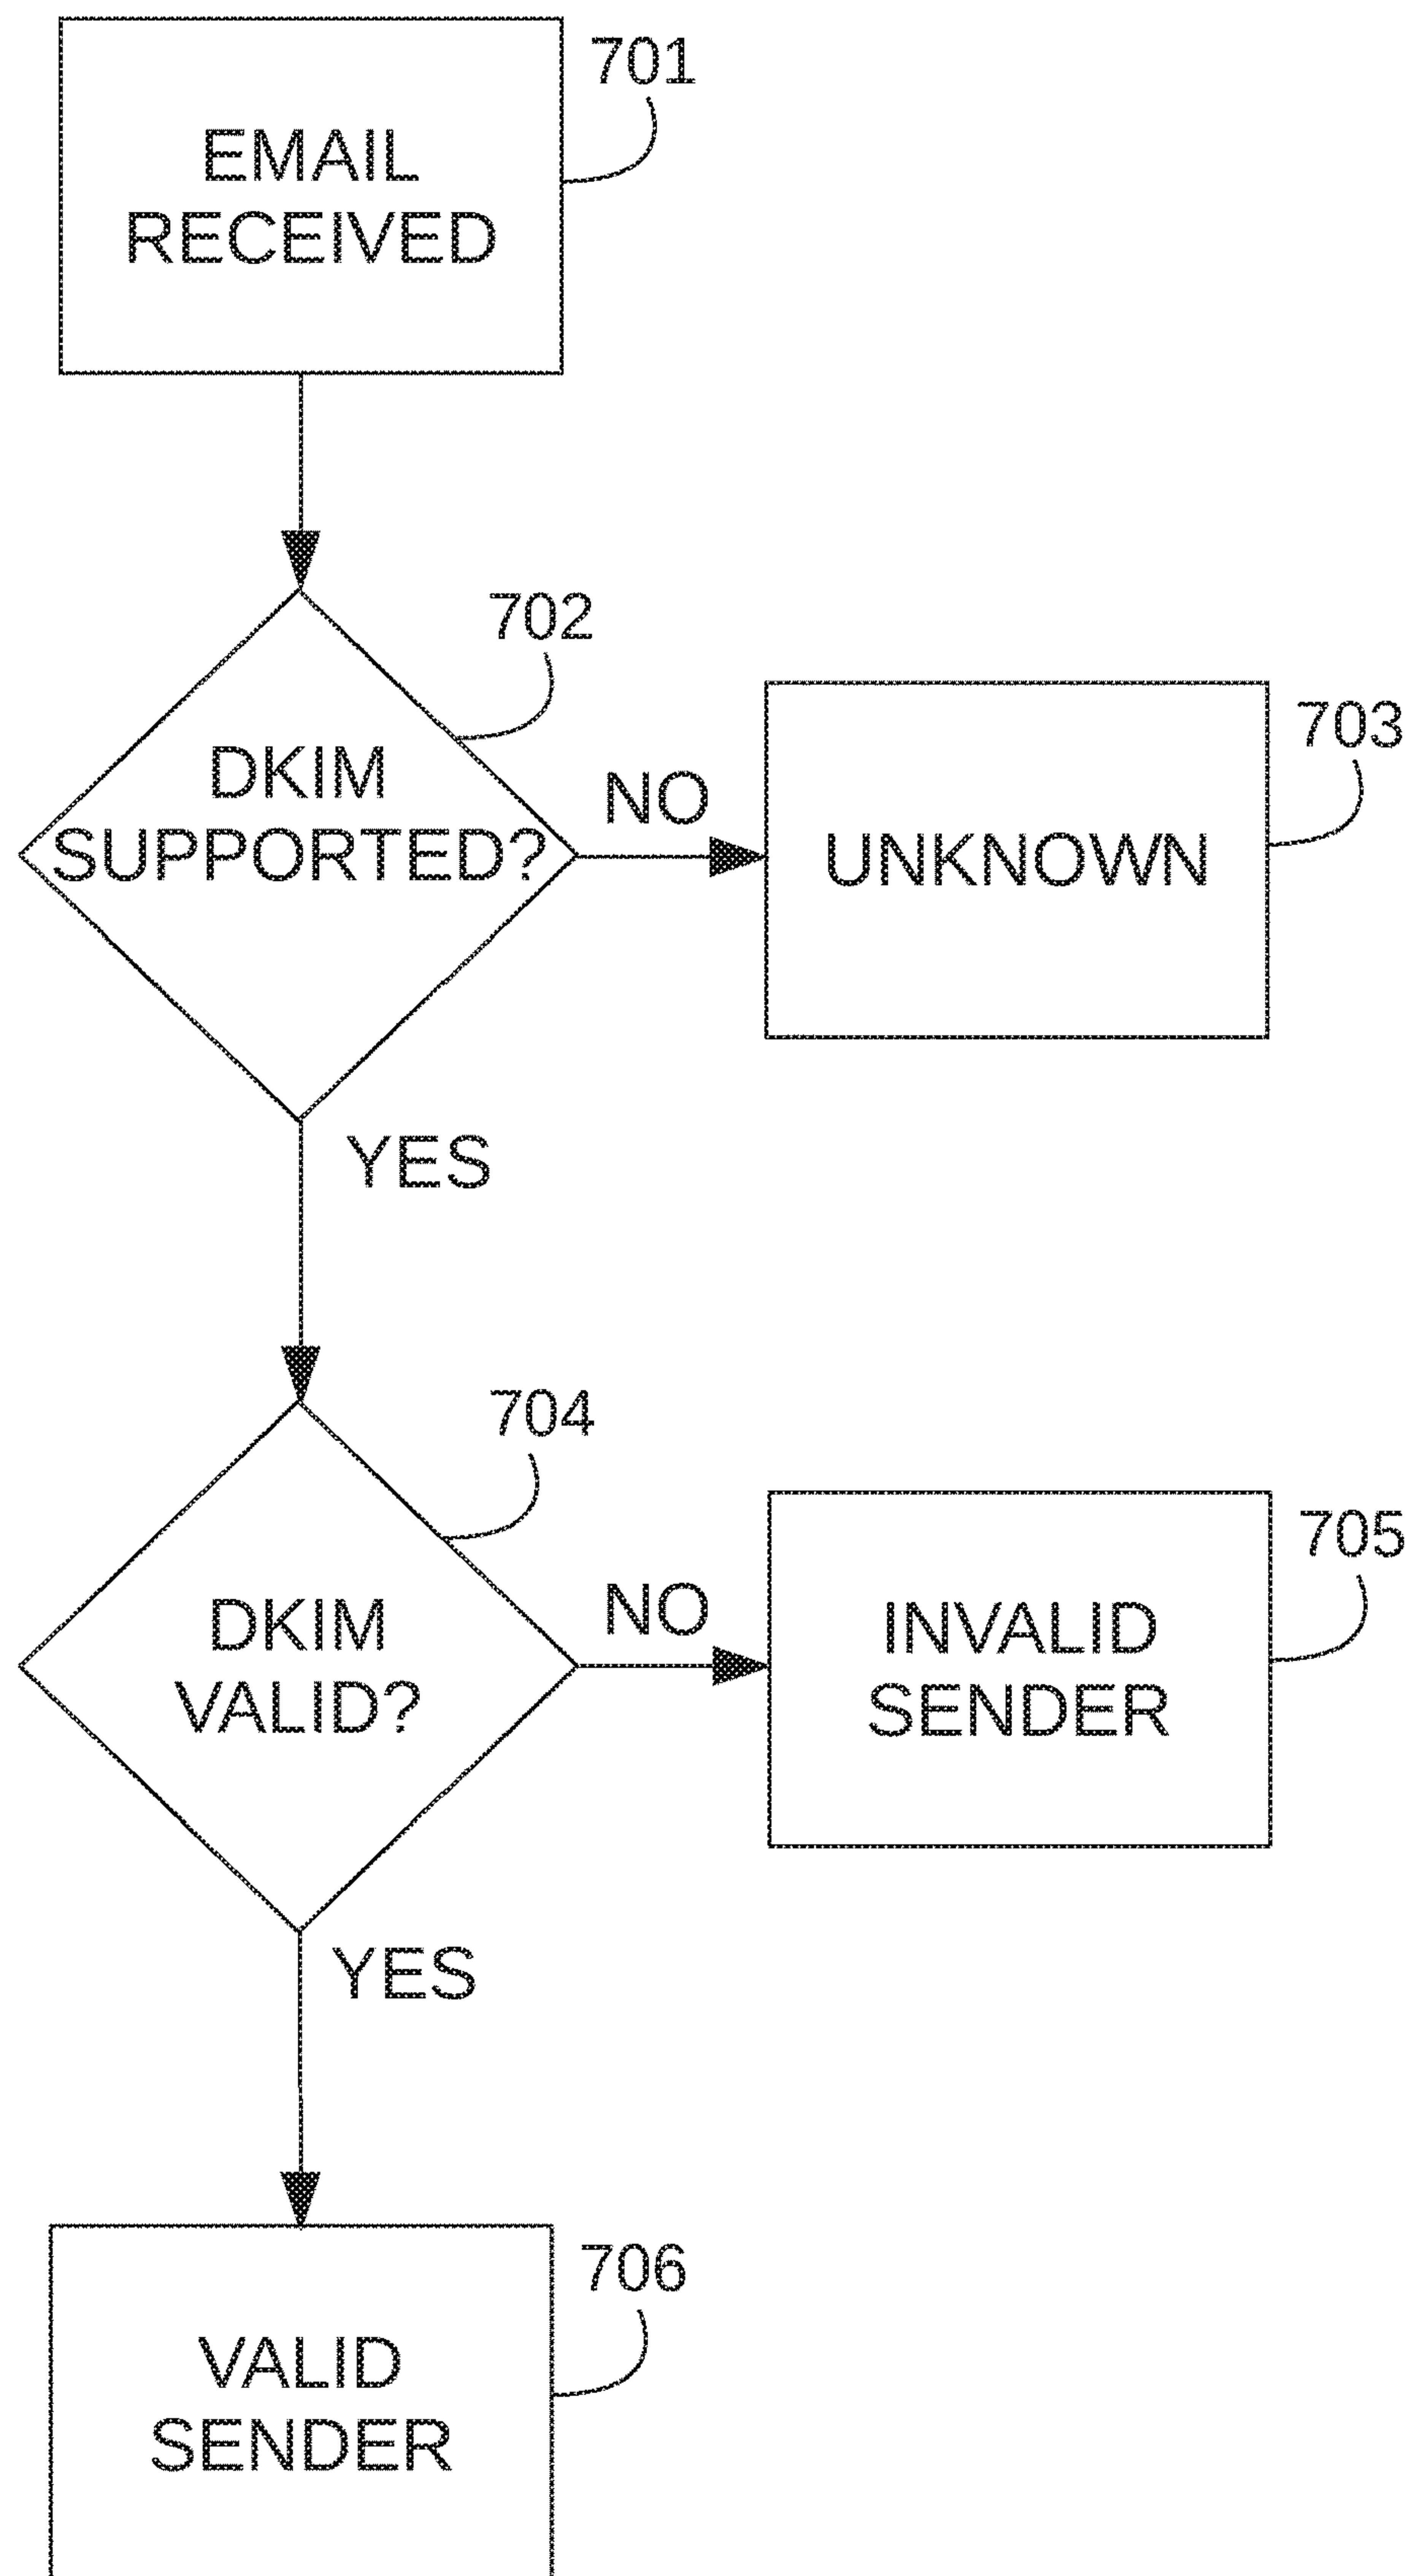 701
EMAIL
RECEIVED
702
DKIM
SUPPORTED?
NO
703
UNKNOWN
YES
704
DKIM
VALID?
NO
705
INVALID
SENDER
YES
706
VALID
SENDER